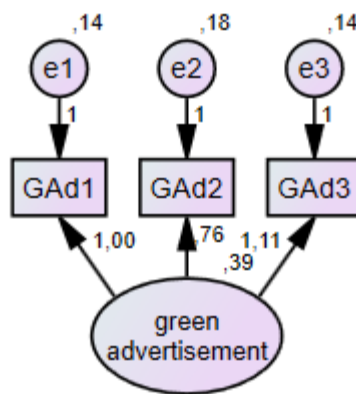 ,14
,18
,14
e1
e2
e3
1
1
1
GAd1
GAd2
GAd3
1,00
,76
1,11
,39
green
advertisement